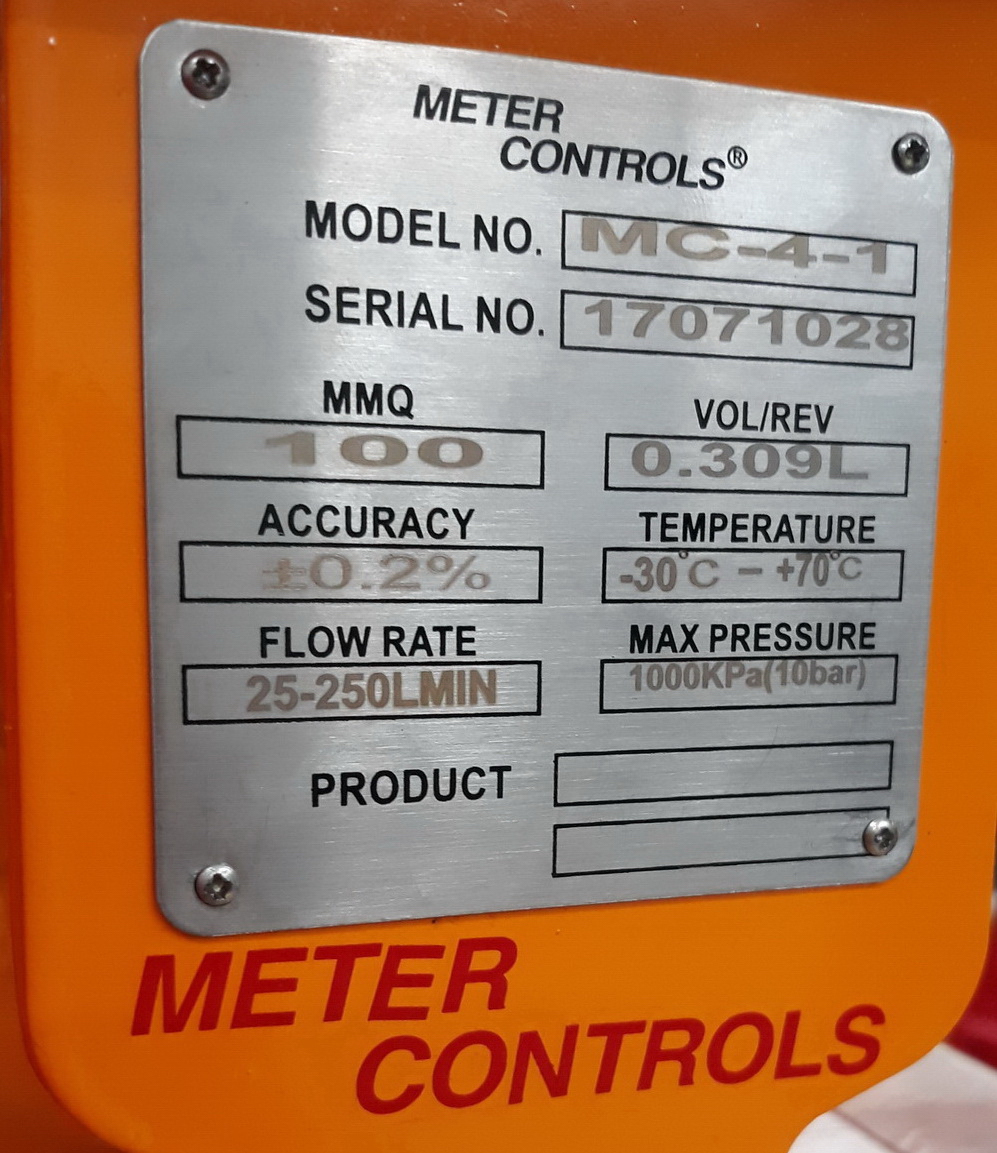 METER
CONTROLS®
MODEL NO. MC-4-1
SERIAL NO. 17071028
MMQ VOL/REV
100 0.309L
ACCURACY TEMPERATURE
±0.2% -30°C – +70°C
FLOW RATE MAX PRESSURE
25-250LMIN 1000KPa(10bar)
PRODUCT
METER
CONTROLS